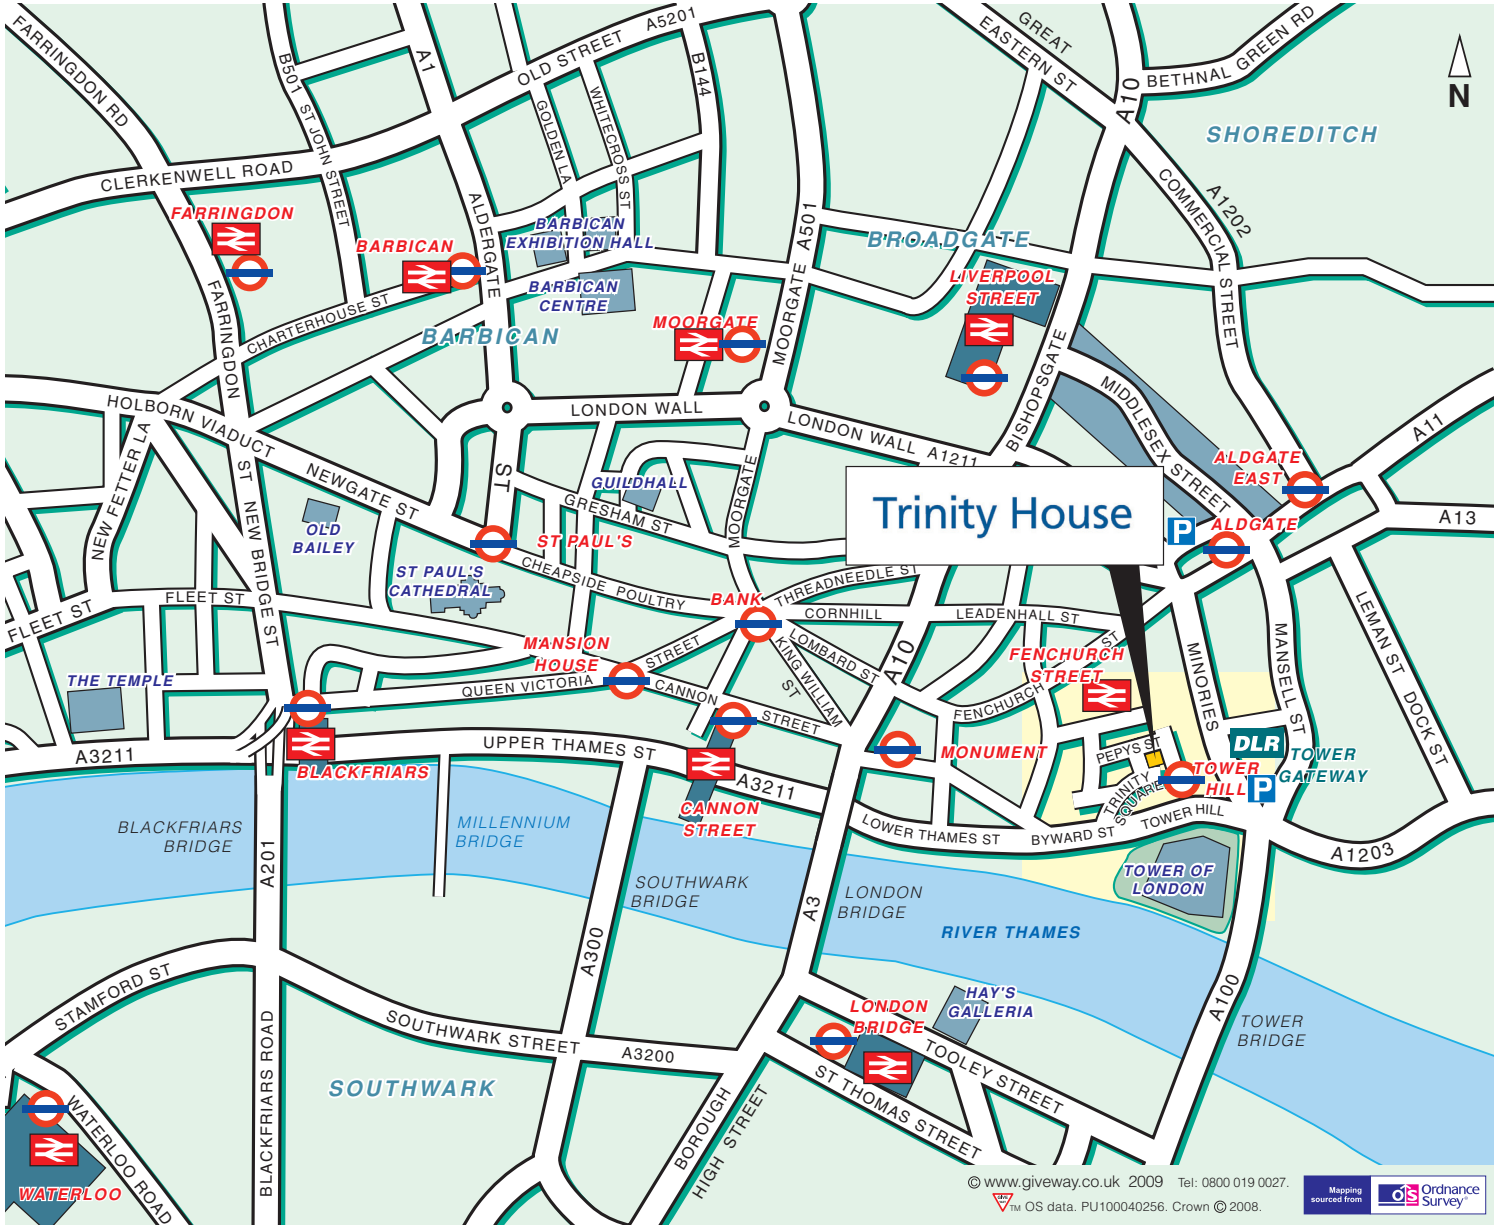 FARRINGDON RD
B501 ST JOHN STREET
A1
OLD STREET
A5201
B144
GOLDEN LA
WHITECROSS ST
GREAT
EASTERN ST
A10
BETHNAL GREEN RD
N
SHOREDITCH
CLERKENWELL ROAD
FARRINGDON
BARBICAN
ALDERGATE
BARBICAN
EXHIBITION HALL
BARBICAN
CENTRE
MOORGATE
MOORGATE A501
BROADGATE
LIVERPOOL
STREET
COMMERCIAL STREET
A1202
FARRINGDON
CHARTERHOUSE ST
BARBICAN
HOLBORN VIADUCT
LONDON WALL
LONDON WALL A1211
BISHOPSGATE
MIDDLESEX STREET
ALDGATE
EAST
A11
A13
NEW FETTER LA
ST
NEW BRIDGE ST
NEWGATE ST
OLD
BAILEY
ST
GUILDHALL
GRESHAM ST
MOORGATE
Trinity House
P
ALDGATE
ST PAUL'S
ST PAUL'S
CATHEDRAL
CHEAPSIDE
POULTRY
BANK
THREADNEEDLE ST
CORNHILL
LEADENHALL ST
FLEET ST
FLEET ST
MANSION
HOUSE
STREET
LOMBARD ST
KING WILLIAM
ST
A10
FENCHURCH
STREET
FENCHURCH
ST
MINORIES
MANSELL ST
LEMAN ST
DOCK ST
THE TEMPLE
QUEEN VICTORIA
CANNON
STREET
MONUMENT
PEPYS ST
TRINITY
SQUARE
TOWER
HILL
DLR
TOWER
GATEWAY
P
A3211
BLACKFRIARS
UPPER THAMES ST
A3211
CANNON
STREET
LOWER THAMES ST
BYWARD ST
TOWER HILL
A1203
BLACKFRIARS
BRIDGE
A201
MILLENNIUM
BRIDGE
SOUTHWARK
BRIDGE
A3
LONDON
BRIDGE
TOWER OF
LONDON
RIVER THAMES
A300
STAMFORD ST
SOUTHWARK STREET
A3200
HAY'S
GALLERIA
LONDON
BRIDGE
A100
TOWER
BRIDGE
TOOLEY STREET
ST THOMAS STREET
SOUTHWARK
BLACKFRIARS ROAD
BOROUGH
HIGH STREET
WATERLOO ROAD
WATERLOO
© www.giveway.co.uk 2009 Tel: 0800 019 0027.
TM OS data. PU100040256. Crown © 2008.
Mapping
sourced from
OS
Ordnance
Survey®